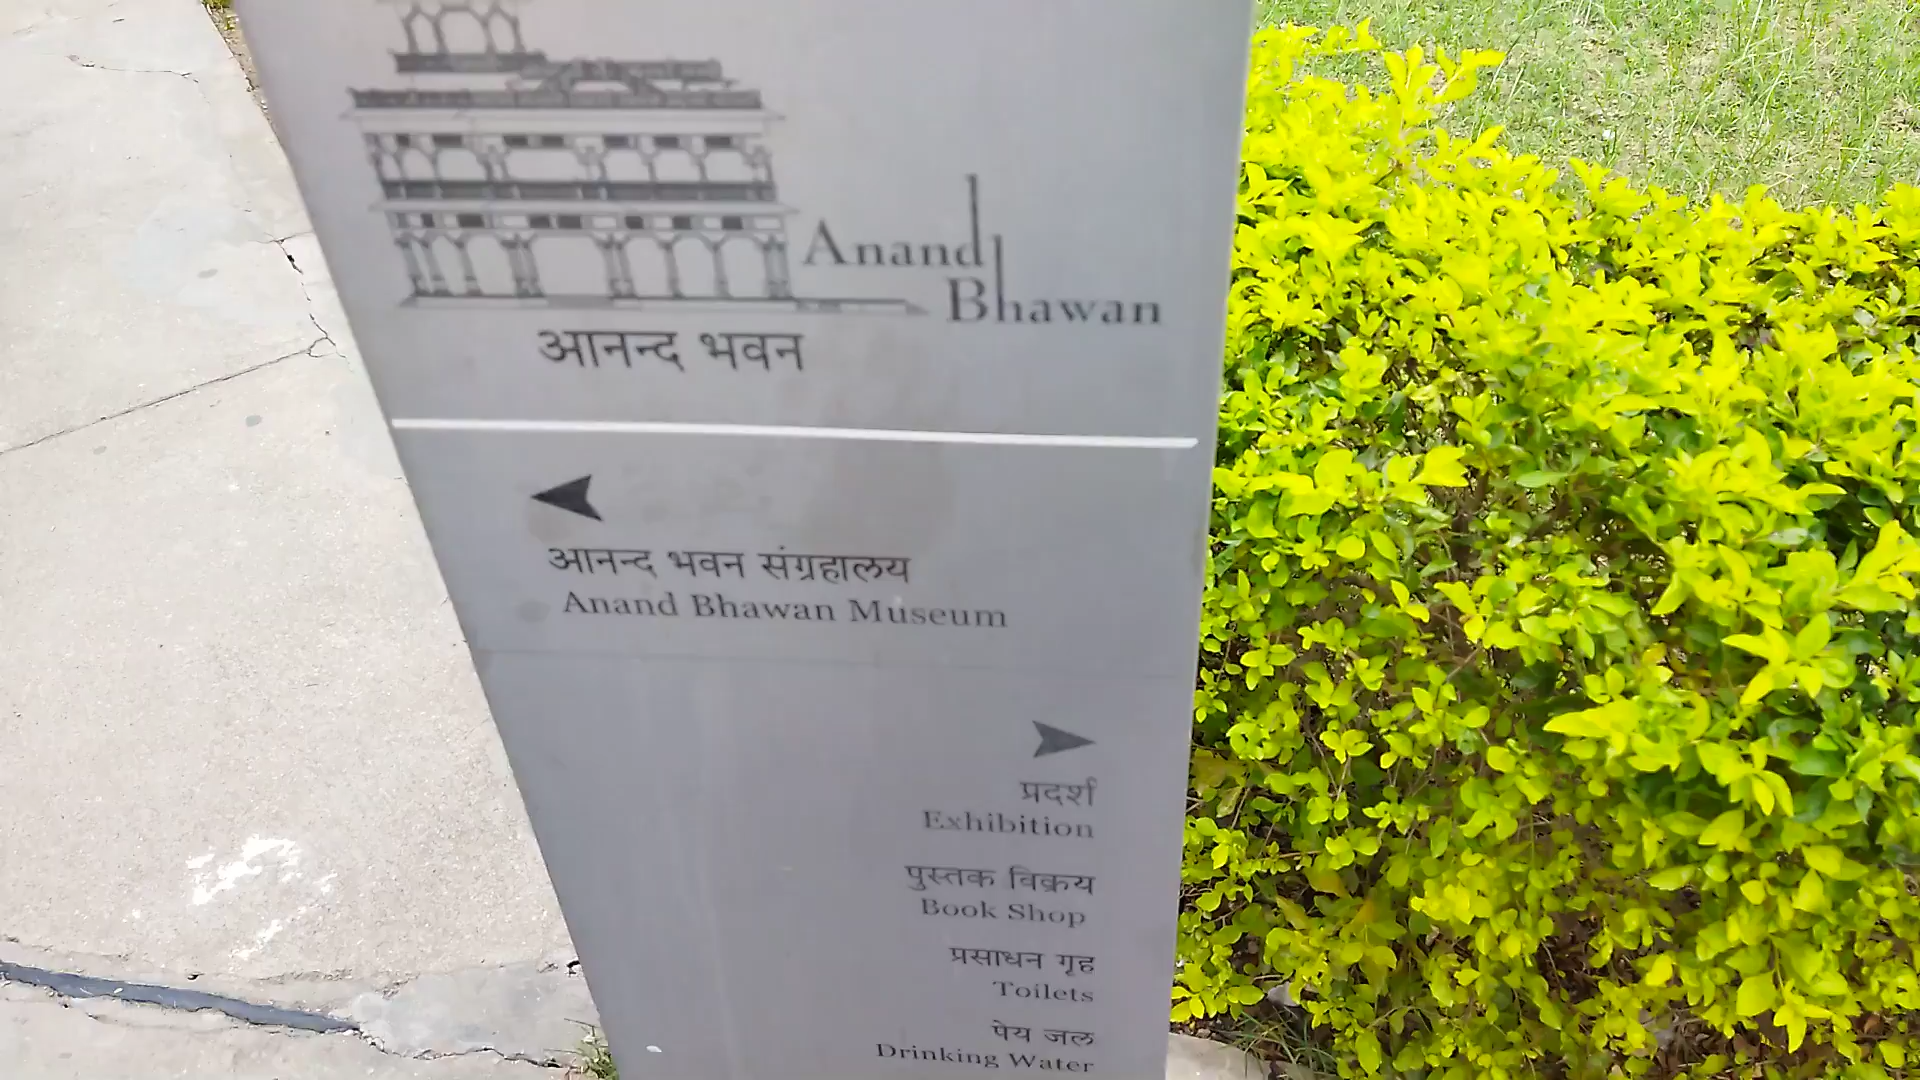 Anand
Bhawan
आनन्द भवन
आनन्द भवन संग्रहालय
Anand Bhawan Museum
प्रदर्श
Exhibition
पुस्तक विक्रय
Book Shop
प्रसाधन गृह
Toilets
पेय जल
Drinking Water